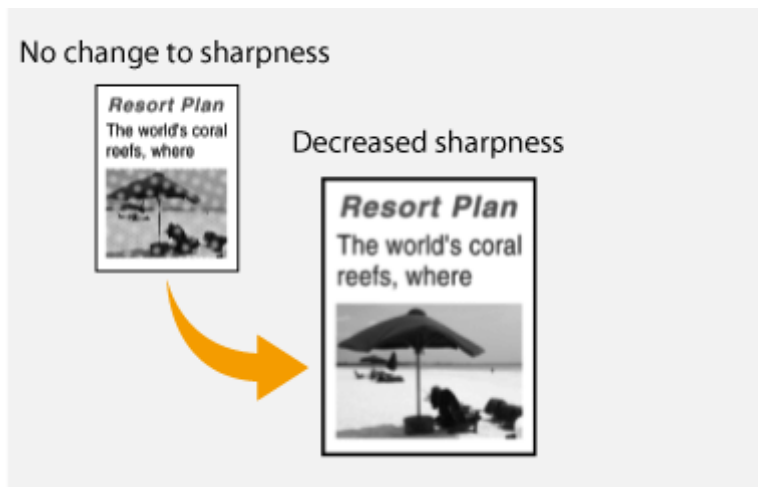 No change to sharpness
Resort Plan
The world's coral
reefs, where
Decreased sharpness
Resort Plan
The world's coral
reefs, where